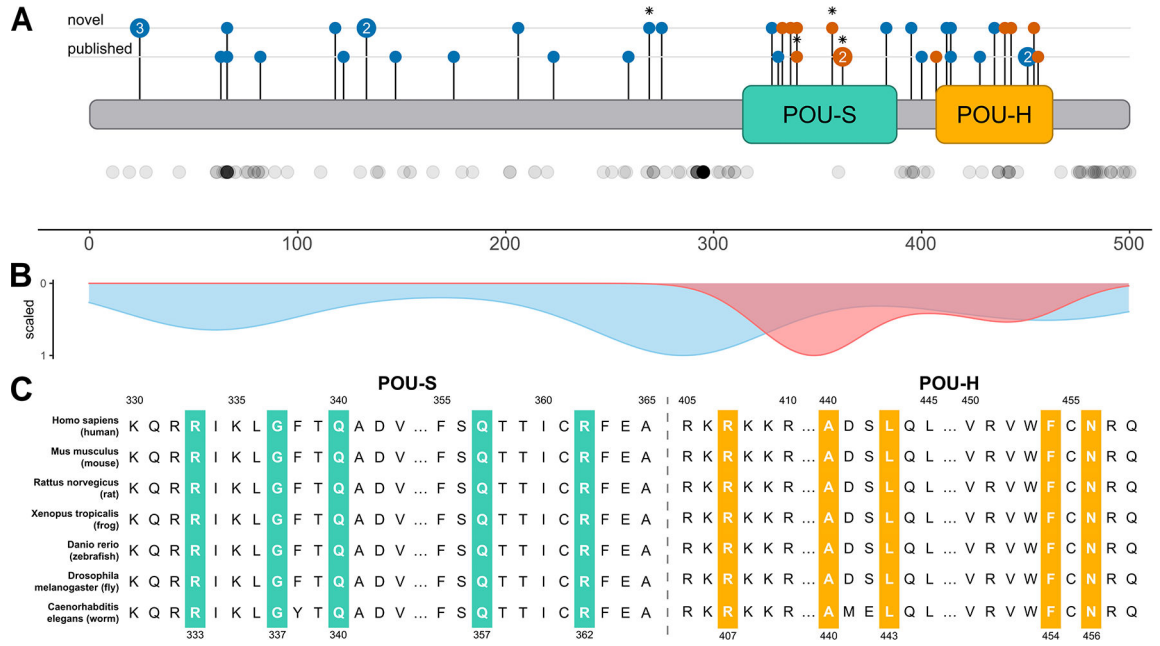 A
novel
published
3
2
*
*
*
2
2
POU-S
POU-H
0
100
200
300
400
500
B
scaled
0
1
C
POU-S
POU-H
330 335 340 355 360 365 405 410 440 445 450 455
Homo sapiens
(human)
K Q R R I K L G F T Q A D V ... F S Q T T I C R F E A R K R K K R ... A D S L Q L ... V R V W F C N R Q
Mus musculus
(mouse)
K Q R R I K L G F T Q A D V ... F S Q T T I C R F E A R K R K K R ... A D S L Q L ... V R V W F C N R Q
Rattus norvegicus
(rat)
K Q R R I K L G F T Q A D V ... F S Q T T I C R F E A R K R K K R ... A D S L Q L ... V R V W F C N R Q
Xenopus tropicalis
(frog)
K Q R R I K L G F T Q A D V ... F S Q T T I C R F E A R K R K K R ... A D S L Q L ... V R V W F C N R Q
Danio rerio
(zebrafish)
K Q R R I K L G F T Q A D V ... F S Q T T I C R F E A R K R K K R ... A D S L Q L ... V R V W F C N R Q
Drosophila
melanogaster (fly)
K Q R R I K L G F T Q A D V ... F S Q T T I C R F E A R K R K K R ... A D S L Q L ... V R V W F C N R Q
Caenorhabditis
elegans (worm)
K Q R R I K L G Y T Q A D V ... F S Q T T I C R F E A R K R K K R ... A M E L Q L ... V R V W F C N R Q
333 337 340 357 362 407 440 443 454 456